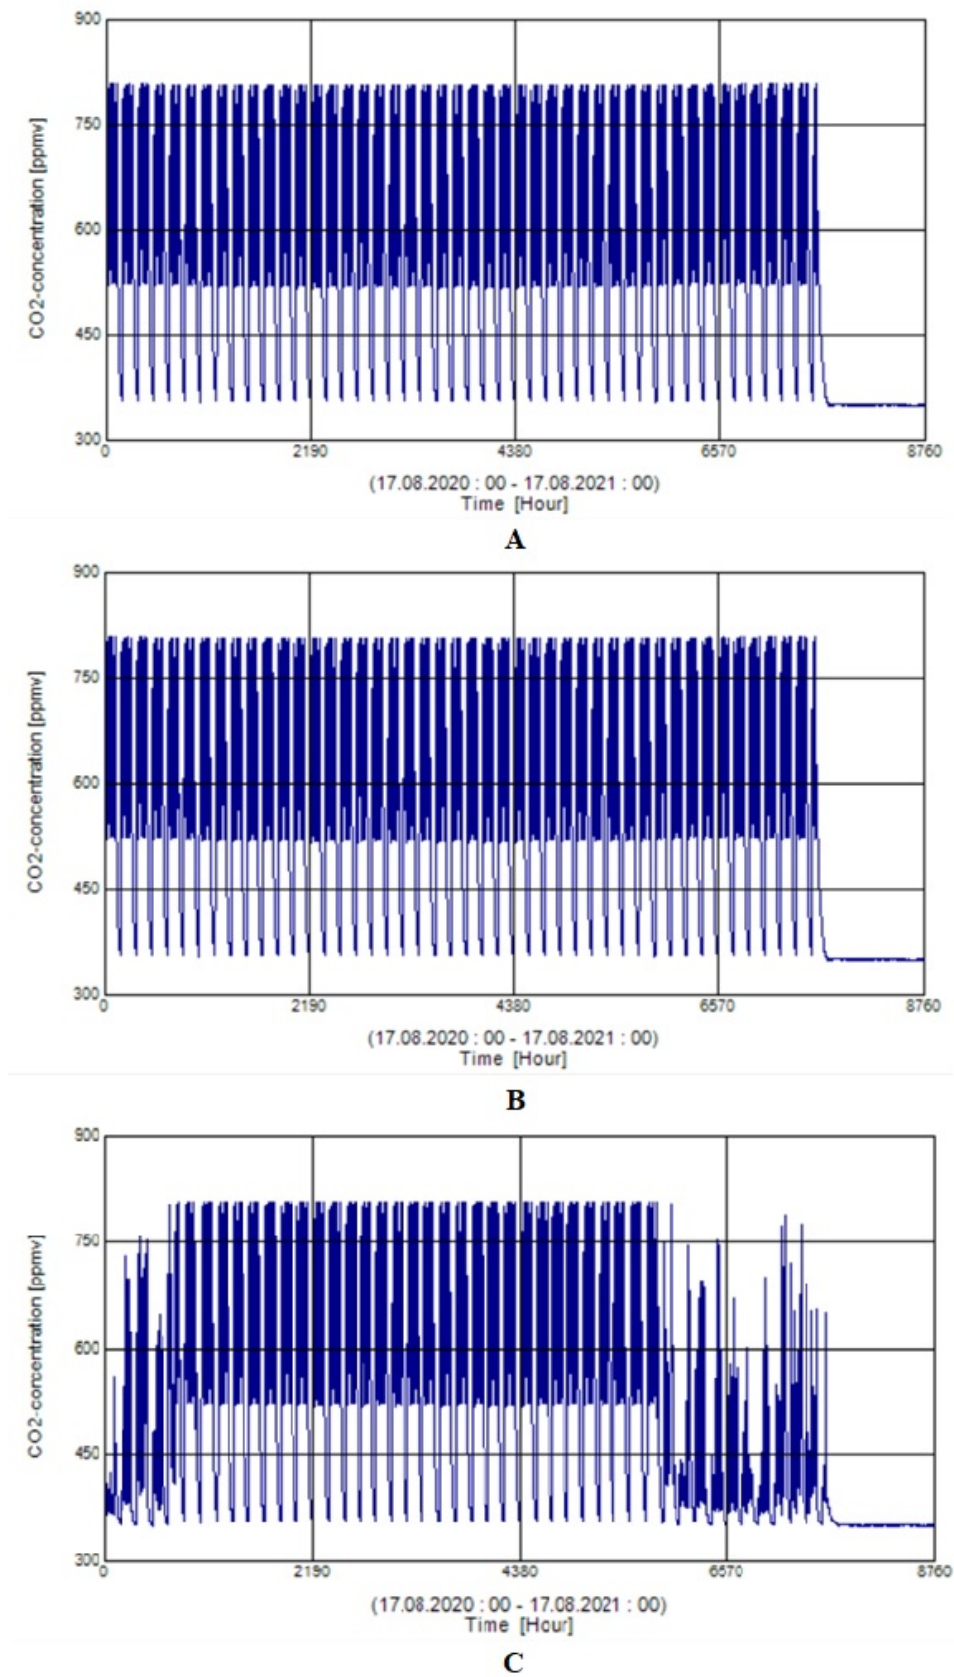 900
750
600
450
300
CO2-concentration [ppmv]
0 2190 4380 6570 8760
(17.08.2020 : 00 - 17.08.2021 : 00)
Time [Hour]
A
900
750
600
450
300
CO2-concentration [ppmv]
0 2190 4380 6570 8760
(17.08.2020 : 00 - 17.08.2021 : 00)
Time [Hour]
B
900
750
600
450
300
CO2-concentration [ppmv]
0 2190 4380 6570 8760
(17.08.2020 : 00 - 17.08.2021 : 00)
Time [Hour]
C